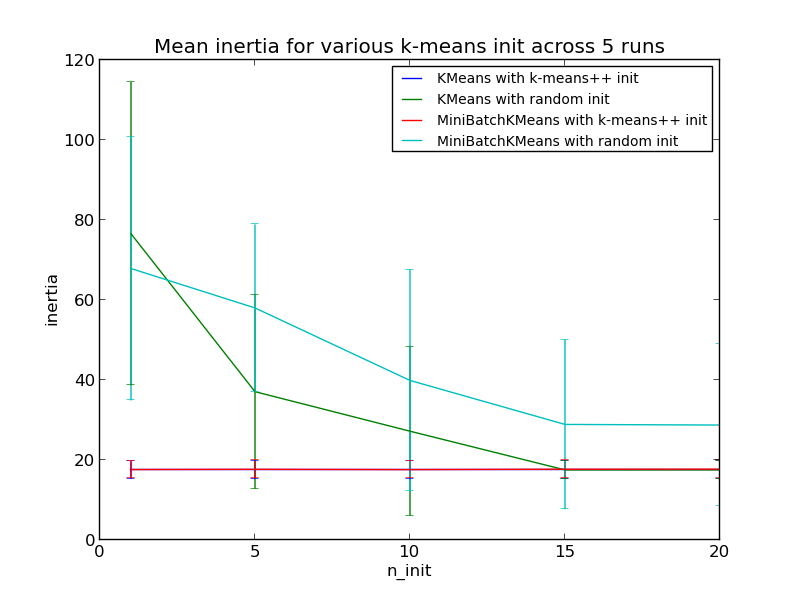 Mean inertia for various k-means init across 5 runs
KMeans with k-means++ init
KMeans with random init
MiniBatchKMeans with k-means++ init
MiniBatchKMeans with random init
120
100
80
60
40
20
0
inertia
0 5 10 15 20
n_init